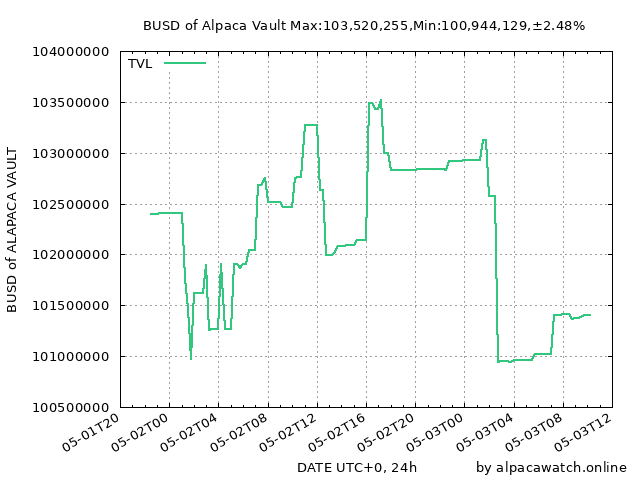 BUSD of Alpaca Vault Max:103,520,255,Min:100,944,129,±2.48%
104000000
TVL
103500000
103000000
102500000
102000000
101500000
101000000
100500000
BUSD of ALAPACA VAULT
05-01T20
05-02T00
05-02T04
05-02T08
05-02T12
05-02T16
05-02T20
05-03T00
05-03T04
05-03T08
05-03T12
DATE UTC+0, 24h
by alpacawatch.online